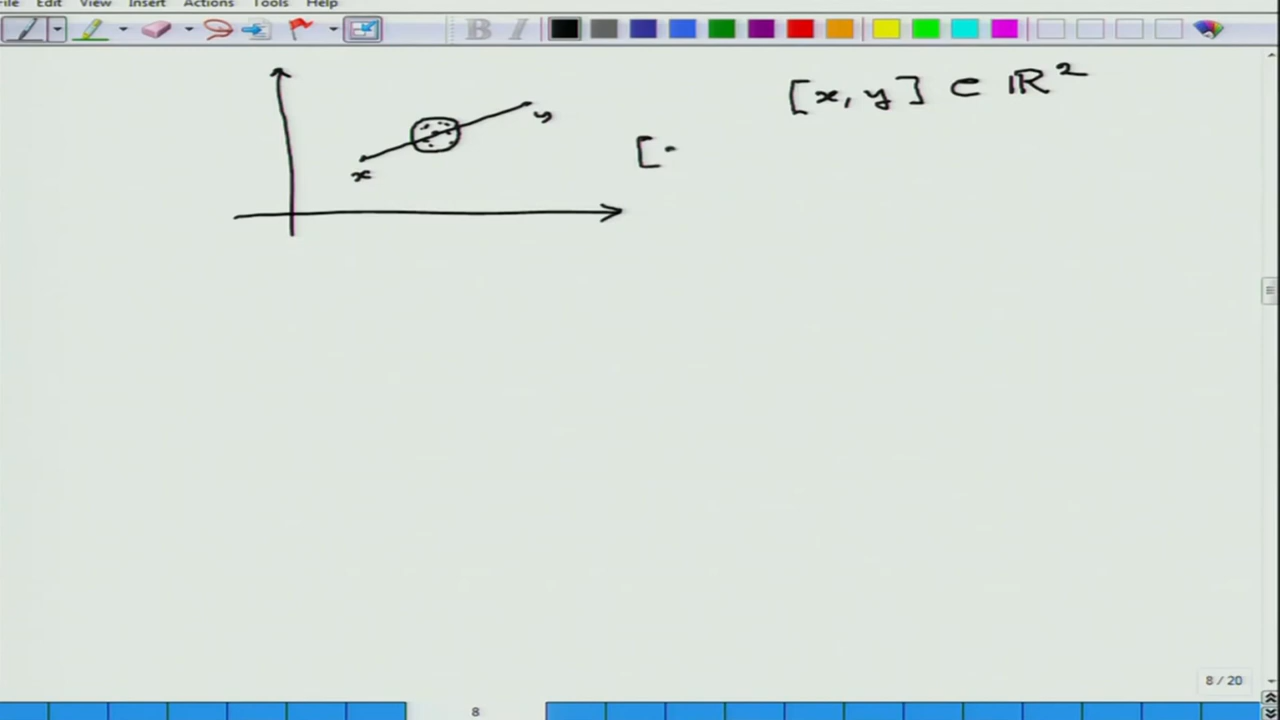 File Edit View Insert Actions Tools Help
B I
[x, y] ⊂ ℝ²
y
[
x
8 / 20
8